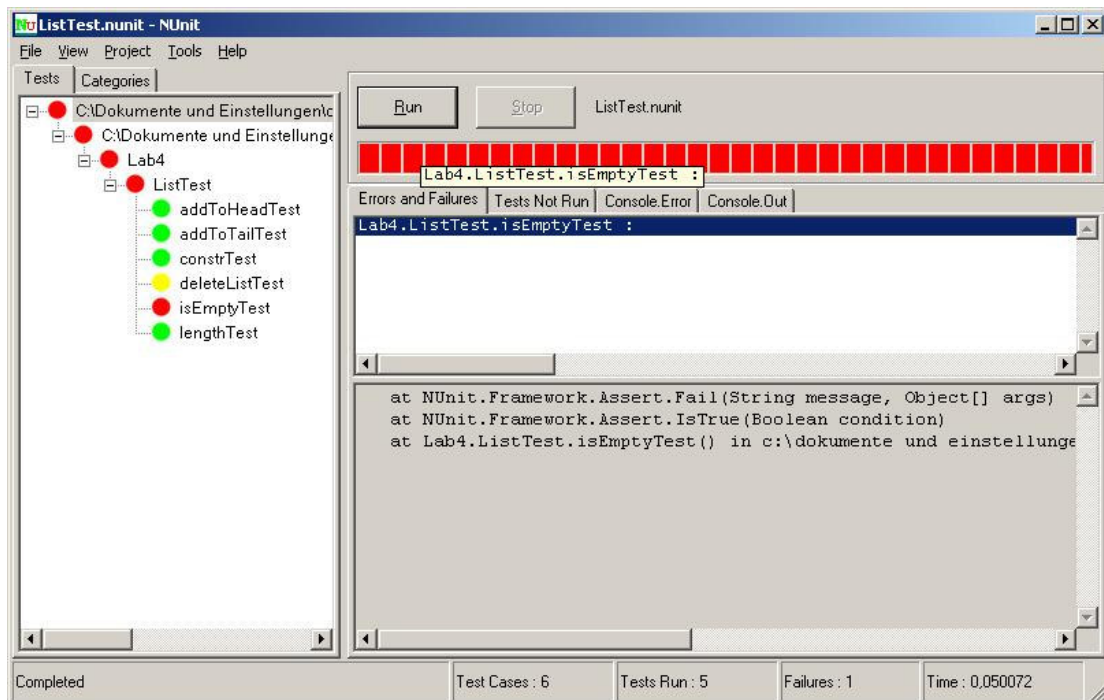 NU ListTest.nunit - NUnit
File View Project Tools Help
Tests Categories
C:\Dokumente und Einstellungen\c
C:\Dokumente und Einstellunge
Lab4
ListTest
addToHeadTest
addToTailTest
constrTest
deleteListTest
isEmptyTest
lengthTest
Run Stop ListTest.nunit
Lab4.ListTest.isEmptyTest :
Errors and Failures Tests Not Run Console.Error Console.Out
Lab4.ListTest.isEmptyTest :
at NUnit.Framework.Assert.Fail(String message, Object[] args)
at NUnit.Framework.Assert.IsTrue(Boolean condition)
at Lab4.ListTest.isEmptyTest() in c:\dokumente und einstellunge
Completed Test Cases : 6 Tests Run : 5 Failures : 1 Time : 0,050072